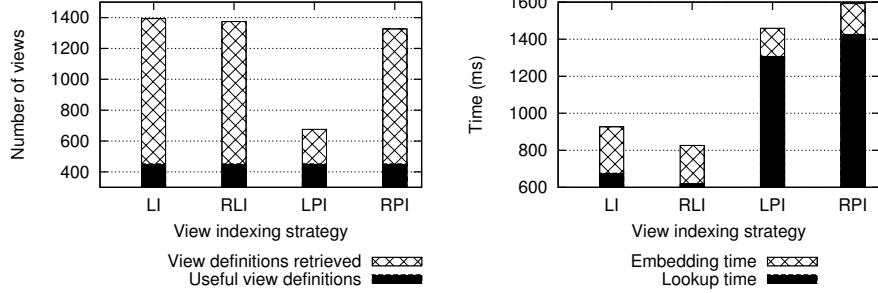 Number of views
1400
1200
1000
800
600
400
LI RLI LPI RPI
View indexing strategy
View definitions retrieved
Useful view definitions
Time (ms)
1600
1400
1200
1000
800
600
LI RLI LPI RPI
View indexing strategy
Embedding time
Lookup time